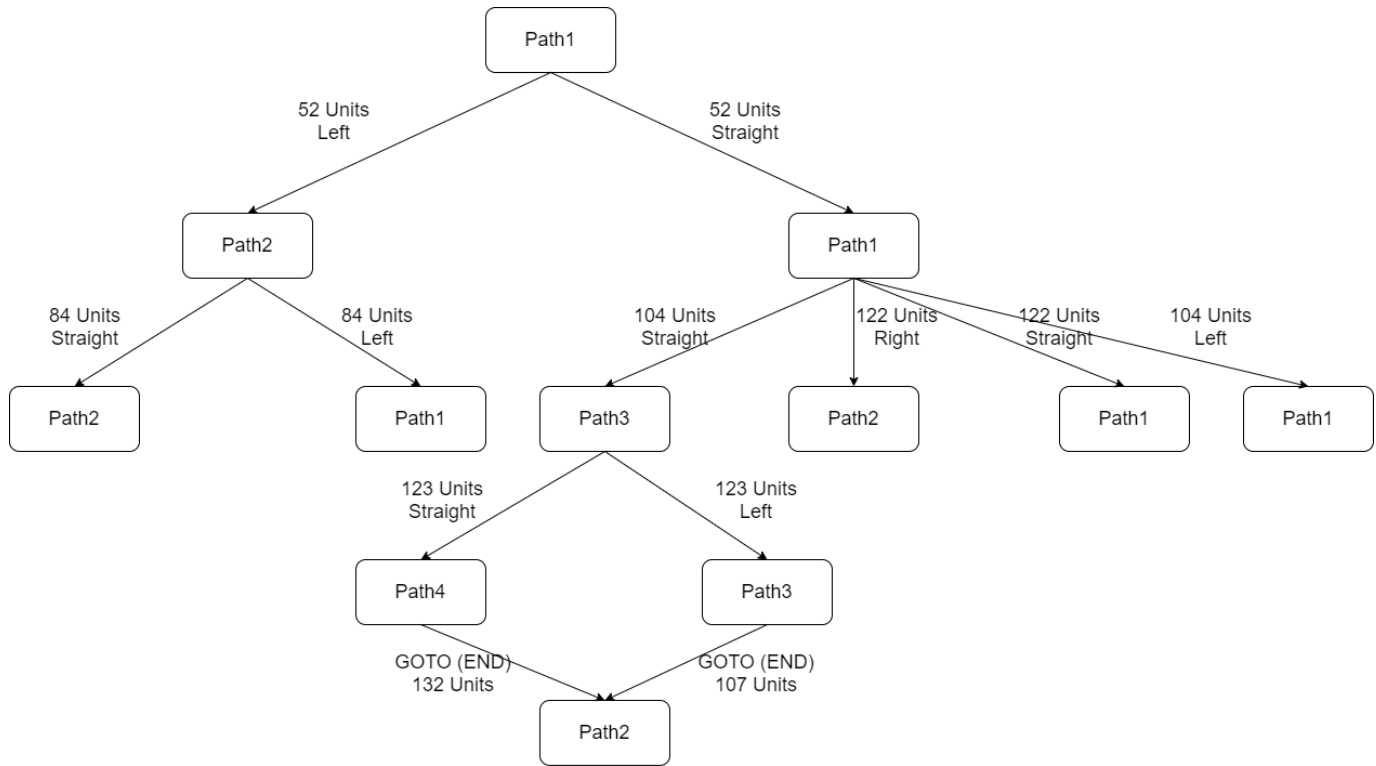 Path1
52 Units
Left
52 Units
Straight
Path2
Path1
84 Units
Straight
84 Units
Left
104 Units
Straight
122 Units
Right
122 Units
Straight
104 Units
Left
Path2
Path1
Path3
Path2
Path1
Path1
123 Units
Straight
123 Units
Left
Path4
Path3
GOTO (END)
132 Units
GOTO (END)
107 Units
Path2